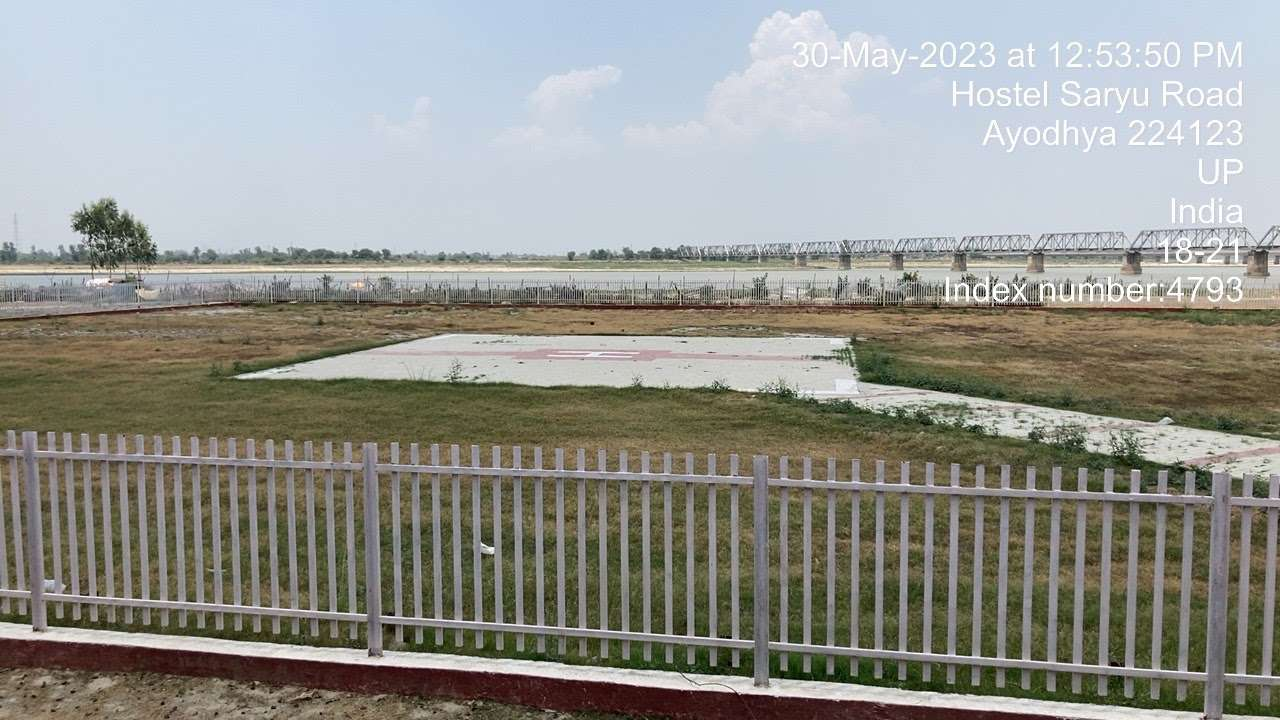 30-May-2023 at 12:53:50 PM
Hostel Saryu Road
Ayodhya 224123
UP
India
18-21
Index number:4793
H